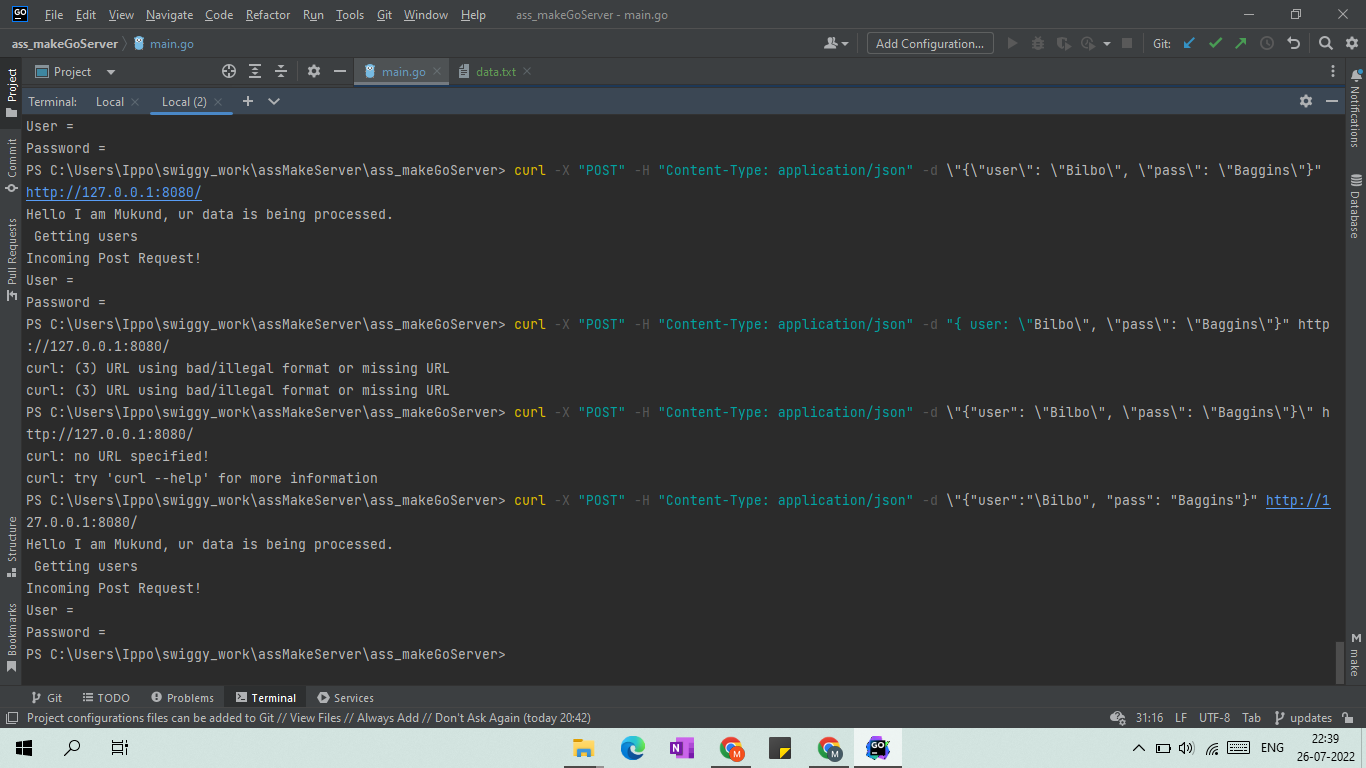 File Edit View Navigate Code Refactor Run Tools Git Window Help ass_makeGoServer - main.go
ass_makeGoServer main.go Add Configuration... Git:
Project main.go data.txt
Terminal: Local Local (2)
User =
Password =
PS C:\Users\Ippo\swiggy_work\assMakeServer\ass_makeGoServer> curl -X "POST" -H "Content-Type: application/json" -d \"{\"user\": \"Bilbo\", \"pass\": \"Baggins\"}"
http://127.0.0.1:8080/
Hello I am Mukund, ur data is being processed.
Getting users
Incoming Post Request!
User =
Password =
PS C:\Users\Ippo\swiggy_work\assMakeServer\ass_makeGoServer> curl -X "POST" -H "Content-Type: application/json" -d "{ user: \"Bilbo\", \"pass\": \"Baggins\"}" http
://127.0.0.1:8080/
curl: (3) URL using bad/illegal format or missing URL
curl: (3) URL using bad/illegal format or missing URL
PS C:\Users\Ippo\swiggy_work\assMakeServer\ass_makeGoServer> curl -X "POST" -H "Content-Type: application/json" -d \"{"user": \"Bilbo\", \"pass\": \"Baggins\"}\" h
ttp://127.0.0.1:8080/
curl: no URL specified!
curl: try 'curl --help' for more information
PS C:\Users\Ippo\swiggy_work\assMakeServer\ass_makeGoServer> curl -X "POST" -H "Content-Type: application/json" -d \"{"user":"\Bilbo", "pass": "Baggins"}" http://1
27.0.0.1:8080/
Hello I am Mukund, ur data is being processed.
Getting users
Incoming Post Request!
User =
Password =
PS C:\Users\Ippo\swiggy_work\assMakeServer\ass_makeGoServer>
Project
Commit
Pull Requests
Structure
Bookmarks
Notifications
Database
make
Git TODO Problems Terminal Services
Project configurations files can be added to Git // View Files // Always Add // Don't Ask Again (today 20:42) 31:16 LF UTF-8 Tab updates
ENG 22:39
26-07-2022